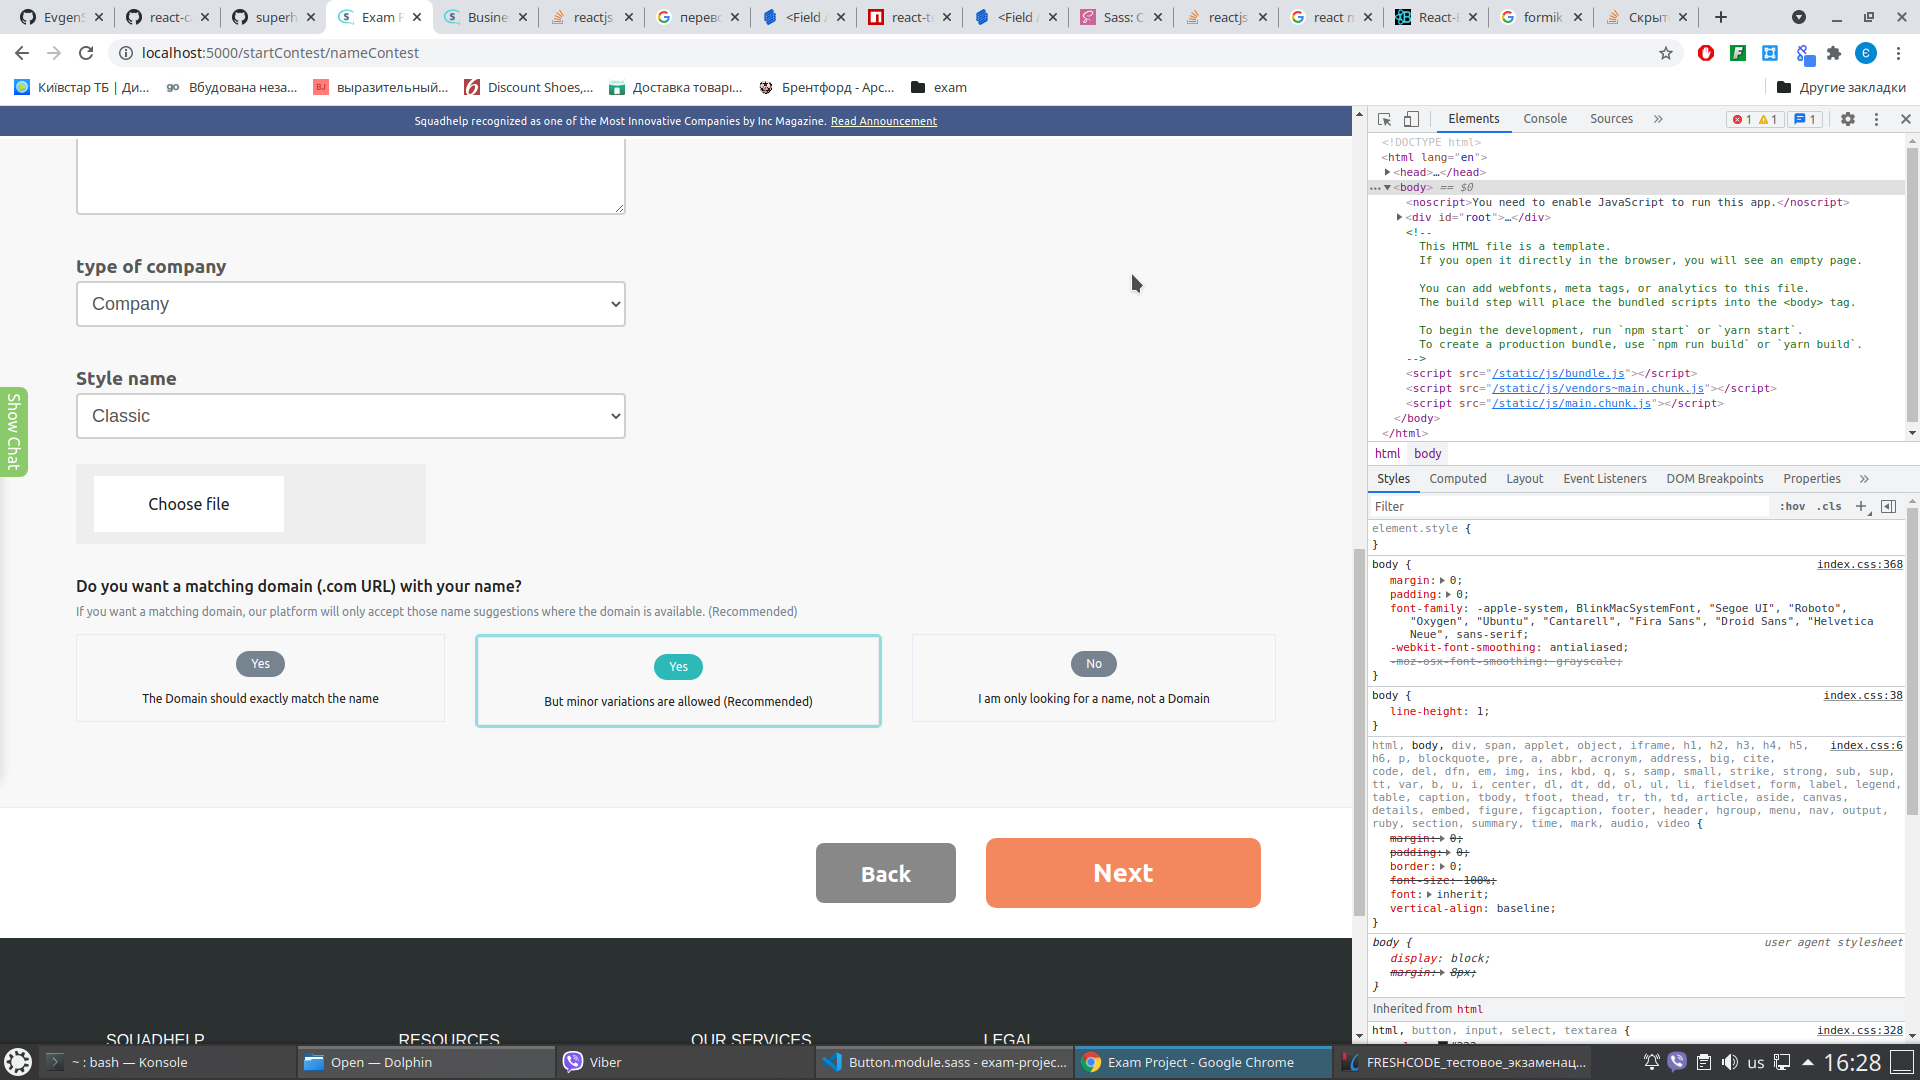 EvgenS
react-c
superh
Exam P
Busine
reactjs
перево
<Field /
react-t
<Field /
Sass: C
reactjs
react r
React-
formik
Скрыт
localhost:5000/startContest/nameContest
Київстар ТБ | Ди...
Вбудована неза...
выразительный...
Discount Shoes,...
Доставка товарі...
Брентфорд - Арс...
exam
Другие закладки
Squadhelp recognized as one of the Most Innovative Companies by Inc Magazine. Read Announcement
type of company
Company
Style name
Classic
Show Chat
Choose file
Do you want a matching domain (.com URL) with your name?
If you want a matching domain, our platform will only accept those name suggestions where the domain is available. (Recommended)
Yes
The Domain should exactly match the name
Yes
But minor variations are allowed (Recommended)
No
I am only looking for a name, not a Domain
Back
Next
SQUADHELP
RESOURCES
OUR SERVICES
LEGAL
Elements
Console
Sources
1
1
1
<!DOCTYPE html>
<html lang="en">
<head>…</head>
<body> == $0
<noscript>You need to enable JavaScript to run this app.</noscript>
<div id="root">…</div>
<!--
This HTML file is a template.
If you open it directly in the browser, you will see an empty page.
You can add webfonts, meta tags, or analytics to this file.
The build step will place the bundled scripts into the <body> tag.
To begin the development, run `npm start` or `yarn start`.
To create a production bundle, use `npm run build` or `yarn build`.
-->
<script src="/static/js/bundle.js"></script>
<script src="/static/js/vendors~main.chunk.js"></script>
<script src="/static/js/main.chunk.js"></script>
</body>
</html>
html
body
Styles
Computed
Layout
Event Listeners
DOM Breakpoints
Properties
Filter
:hov
.cls
element.style {
}
body {
index.css:368
margin: 0;
padding: 0;
font-family: -apple-system, BlinkMacSystemFont, "Segoe UI", "Roboto",
"Oxygen", "Ubuntu", "Cantarell", "Fira Sans", "Droid Sans", "Helvetica
Neue", sans-serif;
-webkit-font-smoothing: antialiased;
-moz-osx-font-smoothing: grayscale;
}
body {
index.css:38
line-height: 1;
}
html, body, div, span, applet, object, iframe, h1, h2, h3, h4, h5,
index.css:6
h6, p, blockquote, pre, a, abbr, acronym, address, big, cite,
code, del, dfn, em, img, ins, kbd, q, s, samp, small, strike, strong, sub, sup,
tt, var, b, u, i, center, dl, dt, dd, ol, ul, li, fieldset, form, label, legend,
table, caption, tbody, tfoot, thead, tr, th, td, article, aside, canvas,
details, embed, figure, figcaption, footer, header, hgroup, menu, nav, output,
ruby, section, summary, time, mark, audio, video {
margin: 0;
padding: 0;
border: 0;
font-size: 100%;
font: inherit;
vertical-align: baseline;
}
body {
user agent stylesheet
display: block;
margin: 8px;
}
Inherited from html
html, button, input, select, textarea {
index.css:328
~ : bash — Konsole
Open — Dolphin
Viber
Button.module.sass - exam-projec...
Exam Project - Google Chrome
FRESHCODE_тестовое_экзаменац...
us
16:28